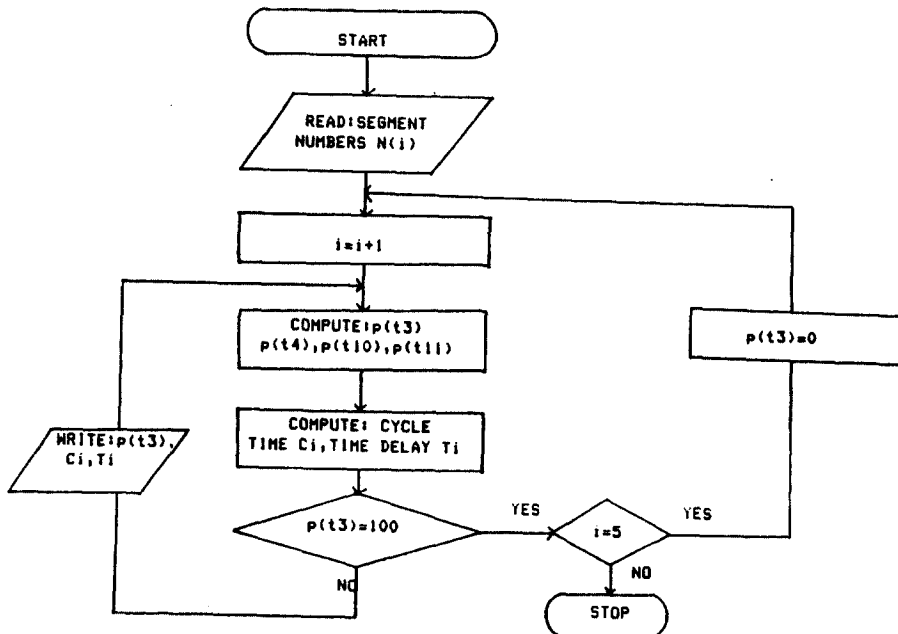 START
READ:SEGMENT
NUMBERS N(i)
i=i+1
COMPUTE:p(t3)
p(t4),p(t10),p(t11)
p(t3)=0
COMPUTE: CYCLE
TIME Ci,TIME DELAY Ti
WRITE:p(t3),
Ci,Ti
p(t3)=100
YES
i=5
YES
NO
NO
STOP